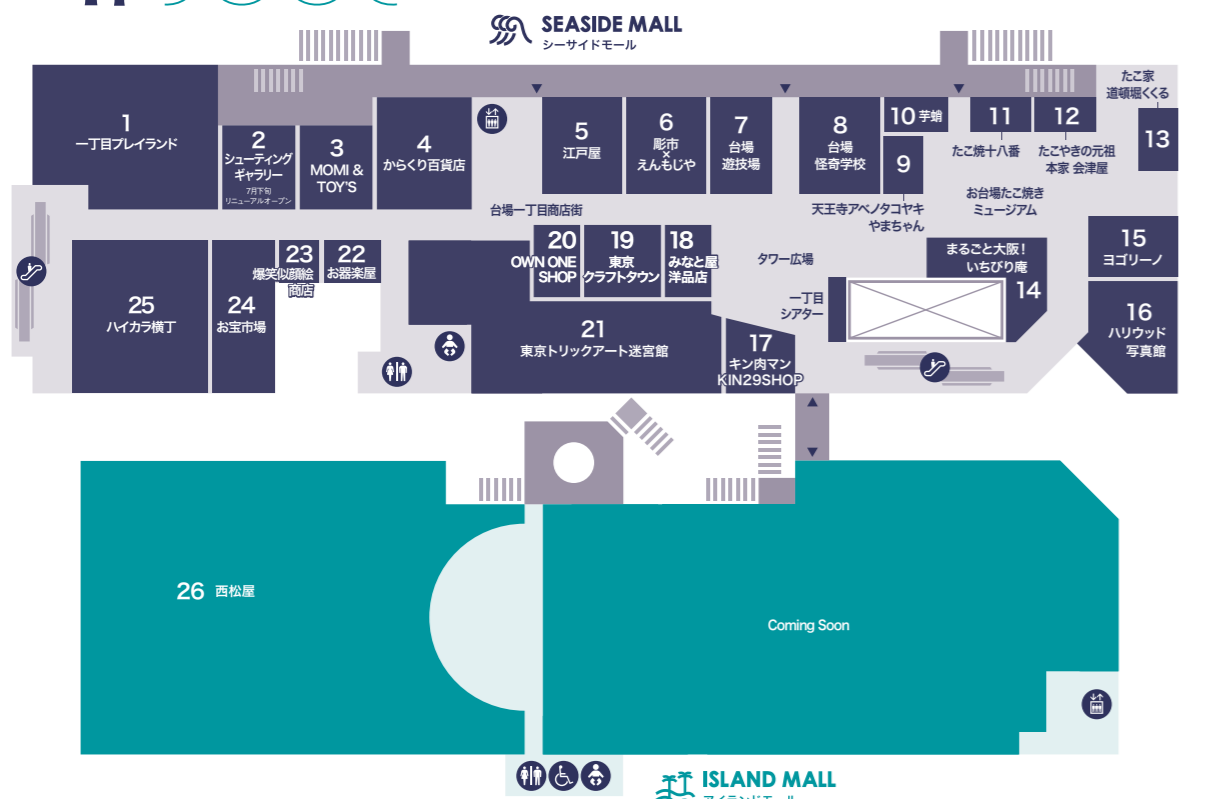 SEASIDE MALL
シーサイドモール
1
一丁目プレイランド
2
シューティング
ギャラリー
7月下旬
リニューアルオープン
3
MOMI &
TOY'S
4
からくり百貨店
5
江戸屋
6
彫市
×
えんもじや
7
台場
遊技場
8
台場
怪奇学校
10 芋蛸
9
天王寺アベノタコヤキ
やまちゃん
11
たこ焼十八番
12
たこやきの元祖
本家 会津屋
たこ家
道頓堀くくる
13
お台場たこ焼き
ミュージアム
台場一丁目商店街
25
ハイカラ横丁
24
お宝市場
23
爆笑似顔絵
商店
22
お器楽屋
20
OWN ONE
SHOP
19
東京
クラフトタウン
18
みなと屋
洋品店
タワー広場
一丁目
シアター
まるごと大阪！
いちびり庵
14
15
ヨゴリーノ
16
ハリウッド
写真館
21
東京トリックアート迷宮館
17
キン肉マン
KIN29SHOP
26 西松屋
Coming Soon
ISLAND MALL
アイランドモール